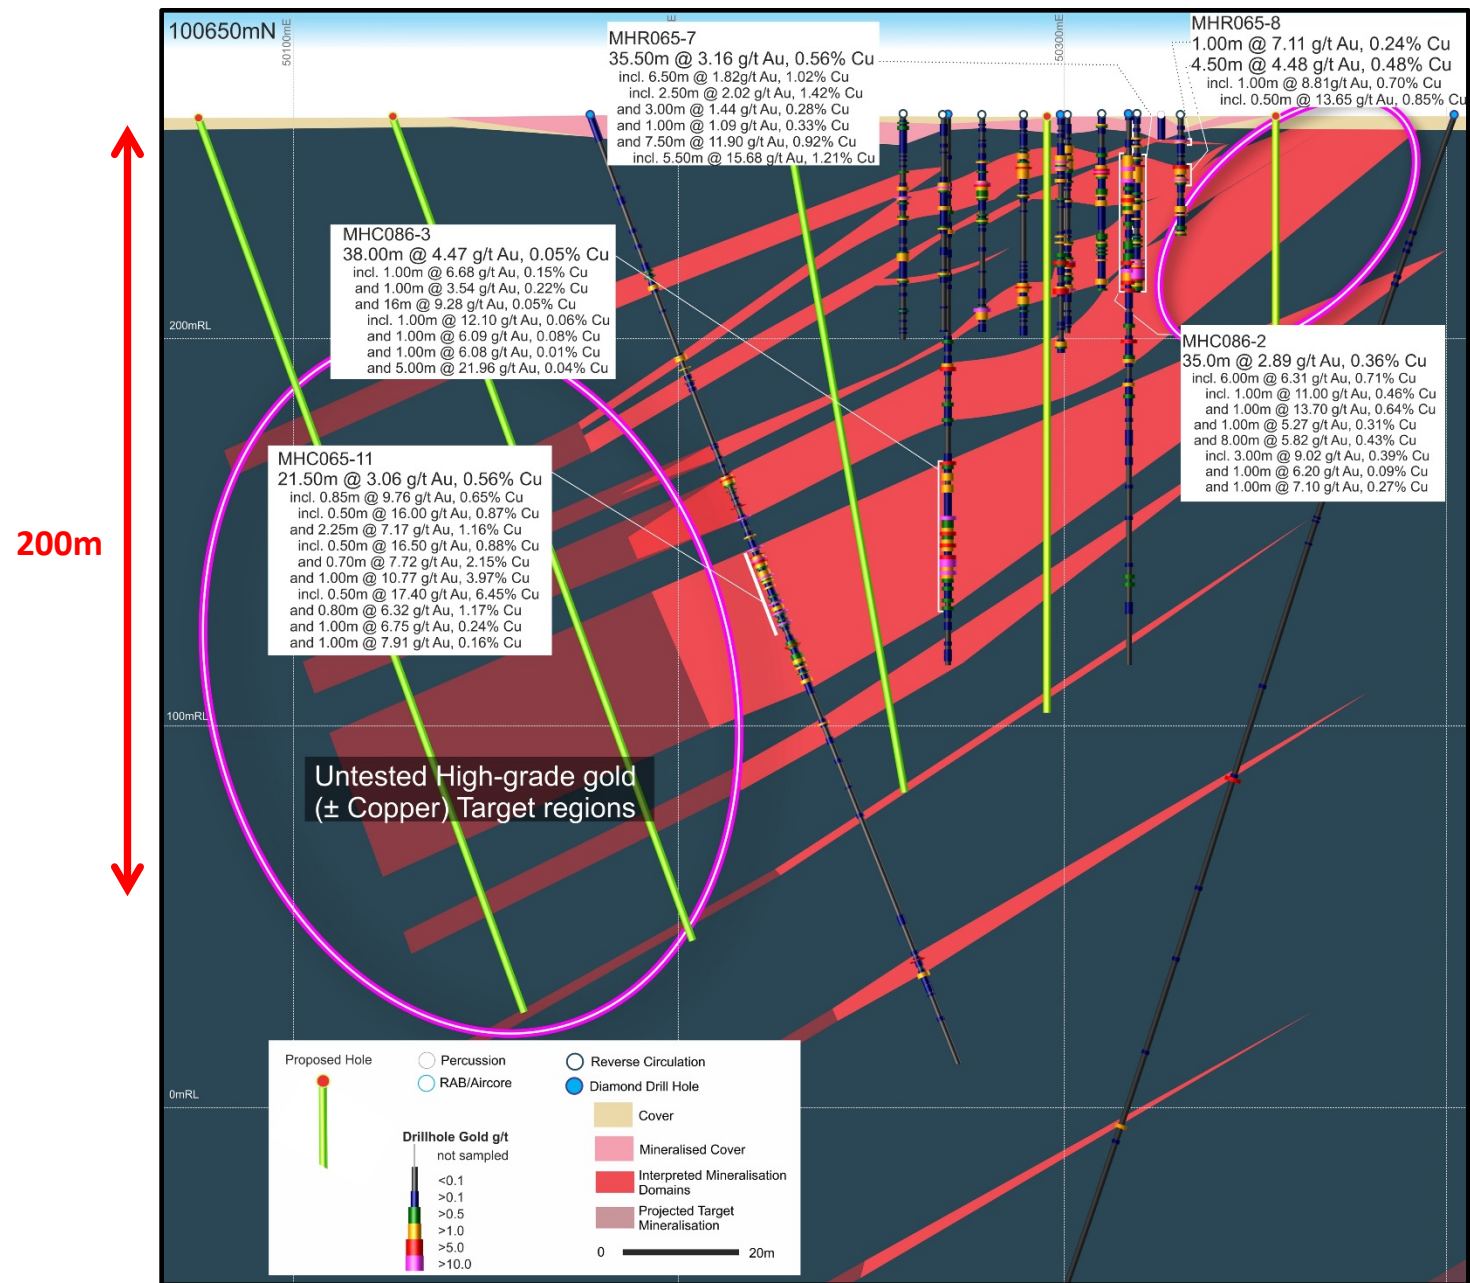 100650mN
50100mE
E
50300mE
MHR065-7
35.50m @ 3.16 g/t Au, 0.56% Cu
incl. 6.50m @ 1.82g/t Au, 1.02% Cu
incl. 2.50m @ 2.02 g/t Au, 1.42% Cu
and 3.00m @ 1.44 g/t Au, 0.28% Cu
and 1.00m @ 1.09 g/t Au, 0.33% Cu
and 7.50m @ 11.90 g/t Au, 0.92% Cu
incl. 5.50m @ 15.68 g/t Au, 1.21% Cu
MHR065-8
1.00m @ 7.11 g/t Au, 0.24% Cu
4.50m @ 4.48 g/t Au, 0.48% Cu
incl. 1.00m @ 8.81g/t Au, 0.70% Cu
incl. 0.50m @ 13.65 g/t Au, 0.85% Cu
MHC086-3
38.00m @ 4.47 g/t Au, 0.05% Cu
incl. 1.00m @ 6.68 g/t Au, 0.15% Cu
and 1.00m @ 3.54 g/t Au, 0.22% Cu
and 16m @ 9.28 g/t Au, 0.05% Cu
incl. 1.00m @ 12.10 g/t Au, 0.06% Cu
and 1.00m @ 6.09 g/t Au, 0.08% Cu
and 1.00m @ 6.08 g/t Au, 0.01% Cu
and 5.00m @ 21.96 g/t Au, 0.04% Cu
200mRL
MHC086-2
35.0m @ 2.89 g/t Au, 0.36% Cu
incl. 6.00m @ 6.31 g/t Au, 0.71% Cu
incl. 1.00m @ 11.00 g/t Au, 0.46% Cu
and 1.00m @ 13.70 g/t Au, 0.64% Cu
and 1.00m @ 5.27 g/t Au, 0.31% Cu
and 8.00m @ 5.82 g/t Au, 0.43% Cu
incl. 3.00m @ 9.02 g/t Au, 0.39% Cu
and 1.00m @ 6.20 g/t Au, 0.09% Cu
and 1.00m @ 7.10 g/t Au, 0.27% Cu
MHC065-11
21.50m @ 3.06 g/t Au, 0.56% Cu
incl. 0.85m @ 9.76 g/t Au, 0.65% Cu
incl. 0.50m @ 16.00 g/t Au, 0.87% Cu
and 2.25m @ 7.17 g/t Au, 1.16% Cu
incl. 0.50m @ 16.50 g/t Au, 0.88% Cu
and 0.70m @ 7.72 g/t Au, 2.15% Cu
and 1.00m @ 10.77 g/t Au, 3.97% Cu
incl. 0.50m @ 17.40 g/t Au, 6.45% Cu
and 0.80m @ 6.32 g/t Au, 1.17% Cu
and 1.00m @ 6.75 g/t Au, 0.24% Cu
and 1.00m @ 7.91 g/t Au, 0.16% Cu
200m
100mRL
Untested High-grade gold
(± Copper) Target regions
0mRL
Proposed Hole
Percussion
RAB/Aircore
Reverse Circulation
Diamond Drill Hole
Drillhole Gold g/t
not sampled
<0.1
>0.1
>0.5
>1.0
>5.0
>10.0
Cover
Mineralised Cover
Interpreted Mineralisation
Domains
Projected Target
Mineralisation
0 20m